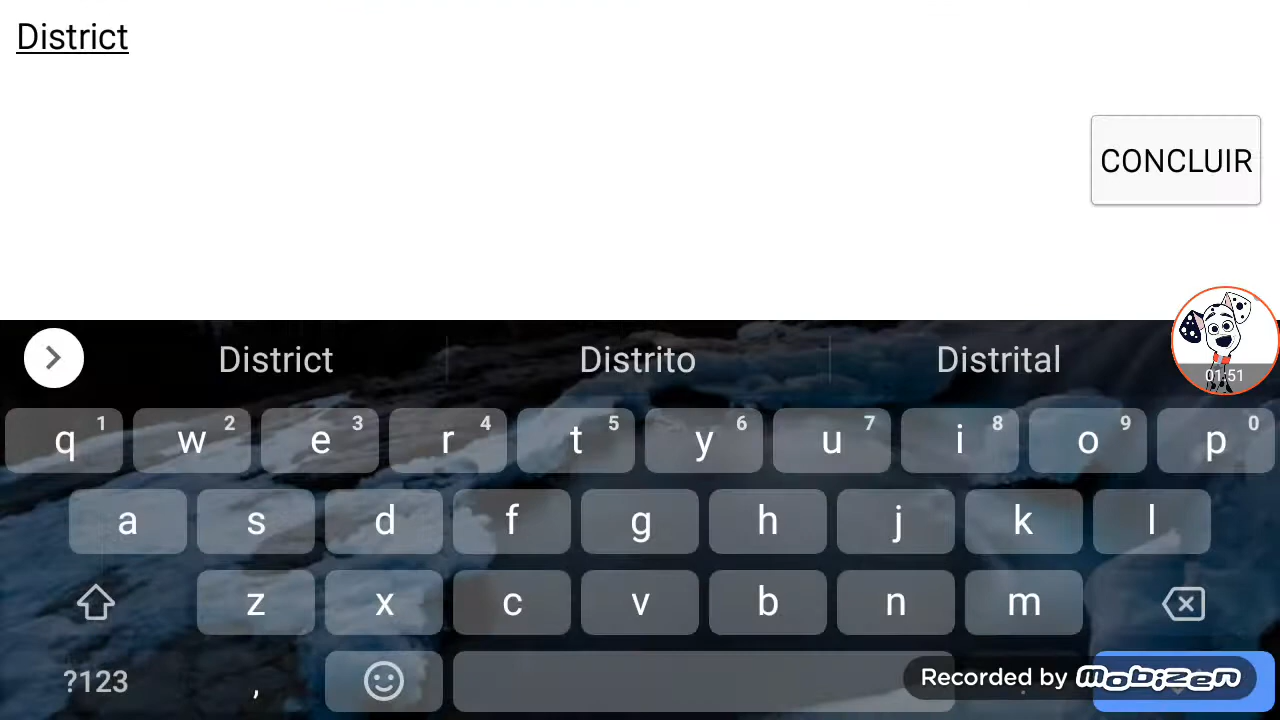 District
CONCLUIR
District Distrito Distrital
01:51
q 1 w 2 e 3 r 4 t 5 y 6 u 7 i 8 o 9 p 0
a s d f g h j k l
z x c v b n m
?123 , .
Recorded by mobizen